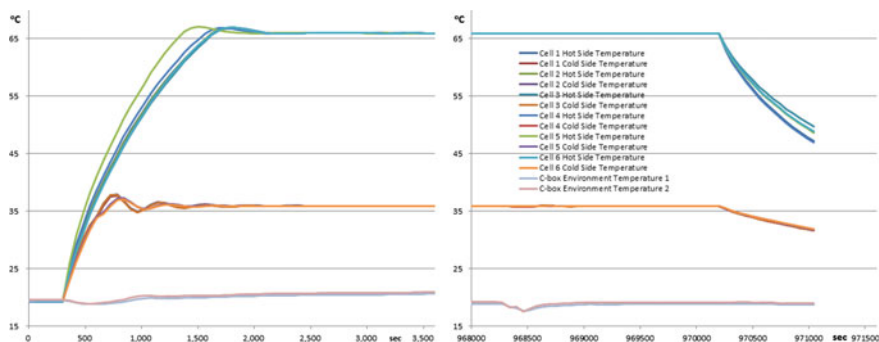 °C
65
55
45
35
25
15
0 500 1,000 1,500 2,000 2,500 3,000 sec 3,500
°C
65
55
45
35
25
15
968000 968500 969000 969500 970000 970500 971000 sec 971500
Cell 1 Hot Side Temperature
Cell 1 Cold Side Temperature
Cell 2 Hot Side Temperature
Cell 2 Cold Side Temperature
Cell 3 Hot Side Temperature
Cell 3 Cold Side Temperature
Cell 4 Hot Side Temperature
Cell 4 Cold Side Temperature
Cell 5 Hot Side Temperature
Cell 5 Cold Side Temperature
Cell 6 Hot Side Temperature
Cell 6 Cold Side Temperature
C-box Environment Temperature 1
C-box Environment Temperature 2